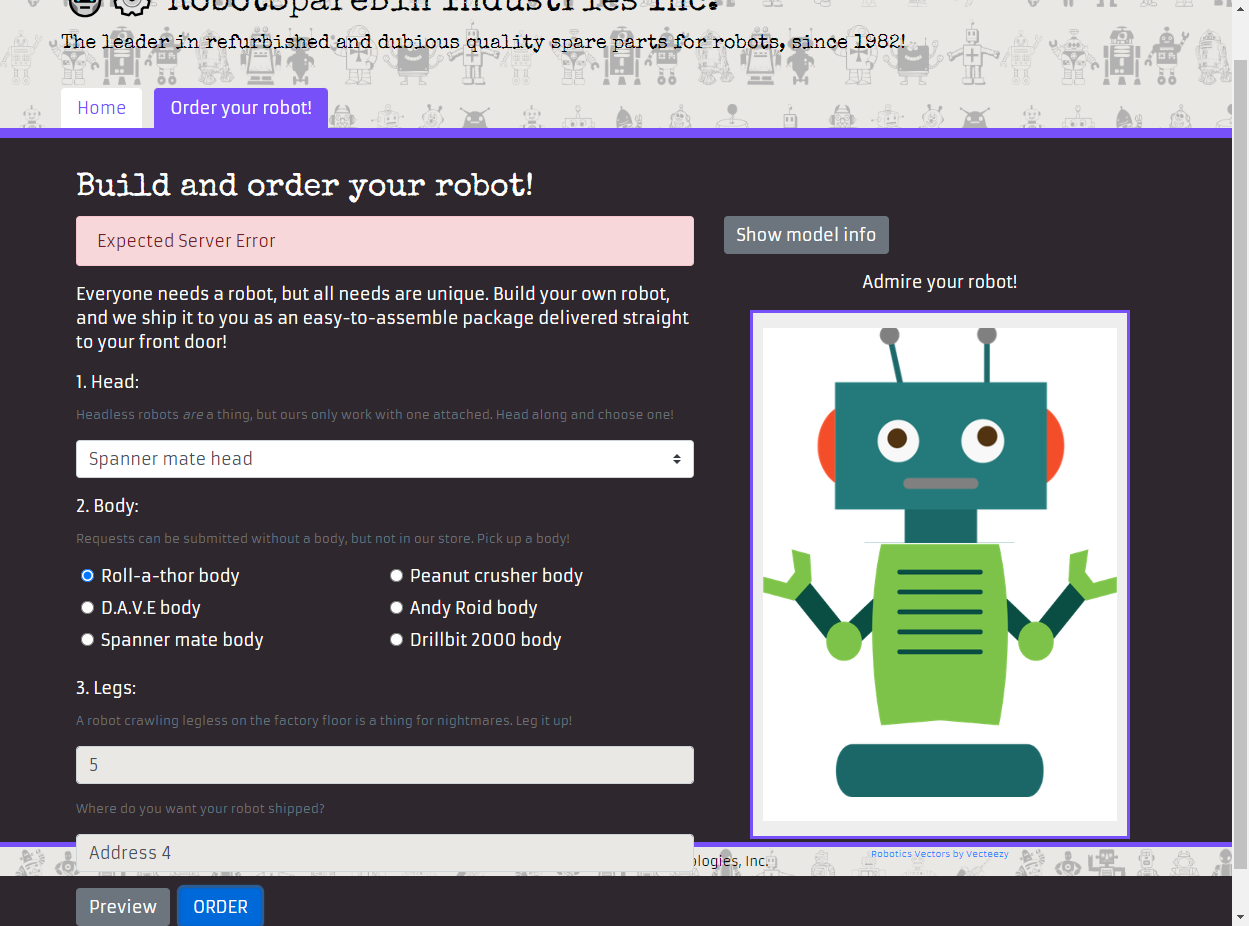 RobotSpareBin Industries Inc.
The leader in refurbished and dubious quality spare parts for robots, since 1982!
Home
Order your robot!
Build and order your robot!
Expected Server Error
Everyone needs a robot, but all needs are unique. Build your own robot,
and we ship it to you as an easy-to-assemble package delivered straight
to your front door!
1. Head:
Headless robots are a thing, but ours only work with one attached. Head along and choose one!
Spanner mate head
2. Body:
Requests can be submitted without a body, but not in our store. Pick up a body!
Roll-a-thor body
Peanut crusher body
D.A.V.E body
Andy Roid body
Spanner mate body
Drillbit 2000 body
3. Legs:
A robot crawling legless on the factory floor is a thing for nightmares. Leg it up!
5
Where do you want your robot shipped?
Address 4
Preview
ORDER
Show model info
Admire your robot!
ologies, Inc.
Robotics Vectors by Vecteezy